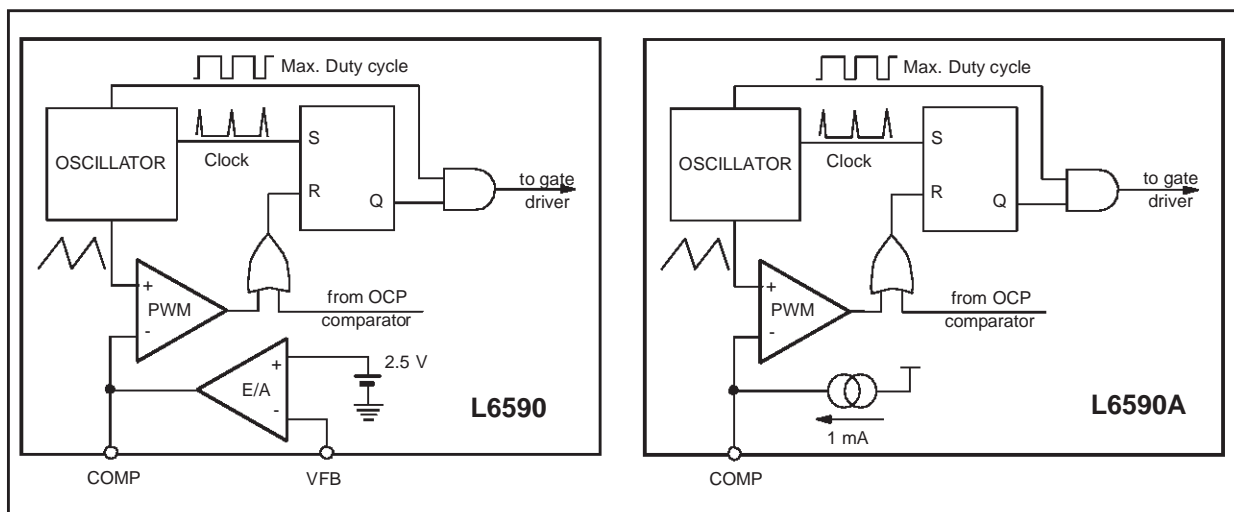 Max. Duty cycle
OSCILLATOR
Clock
S
R
Q
to gate
driver
+
PWM
-
from OCP
comparator
E/A
+
-
2.5 V
L6590
COMP
VFB
Max. Duty cycle
OSCILLATOR
Clock
S
R
Q
to gate
driver
+
PWM
-
from OCP
comparator
1 mA
L6590A
COMP